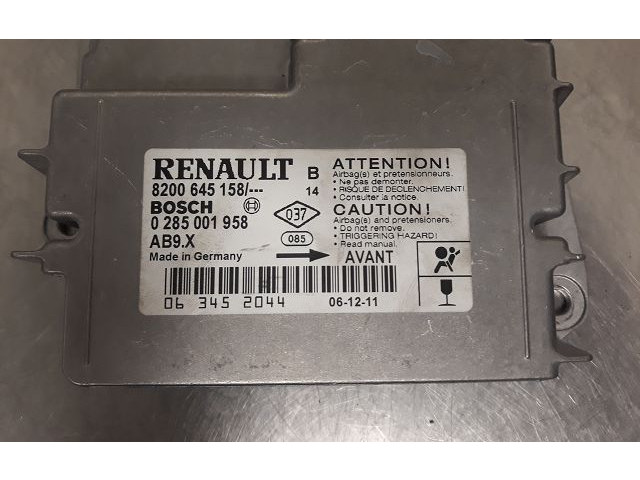 RENAULT B
8200 645 158/--- 14
BOSCH 037
0 285 001 958
AB9.X 085
Made in Germany
ATTENTION!
Airbag(s) et pretensionneurs.
• Ne pas demonter.
• RISQUE DE DECLENCHEMENT!
• Consulter la notice.
CAUTION!
Airbag(s) and pretensioners.
• Do not remove.
• TRIGGERING HAZARD!
• Read manual.
AVANT
06 345 2044 06-12-11